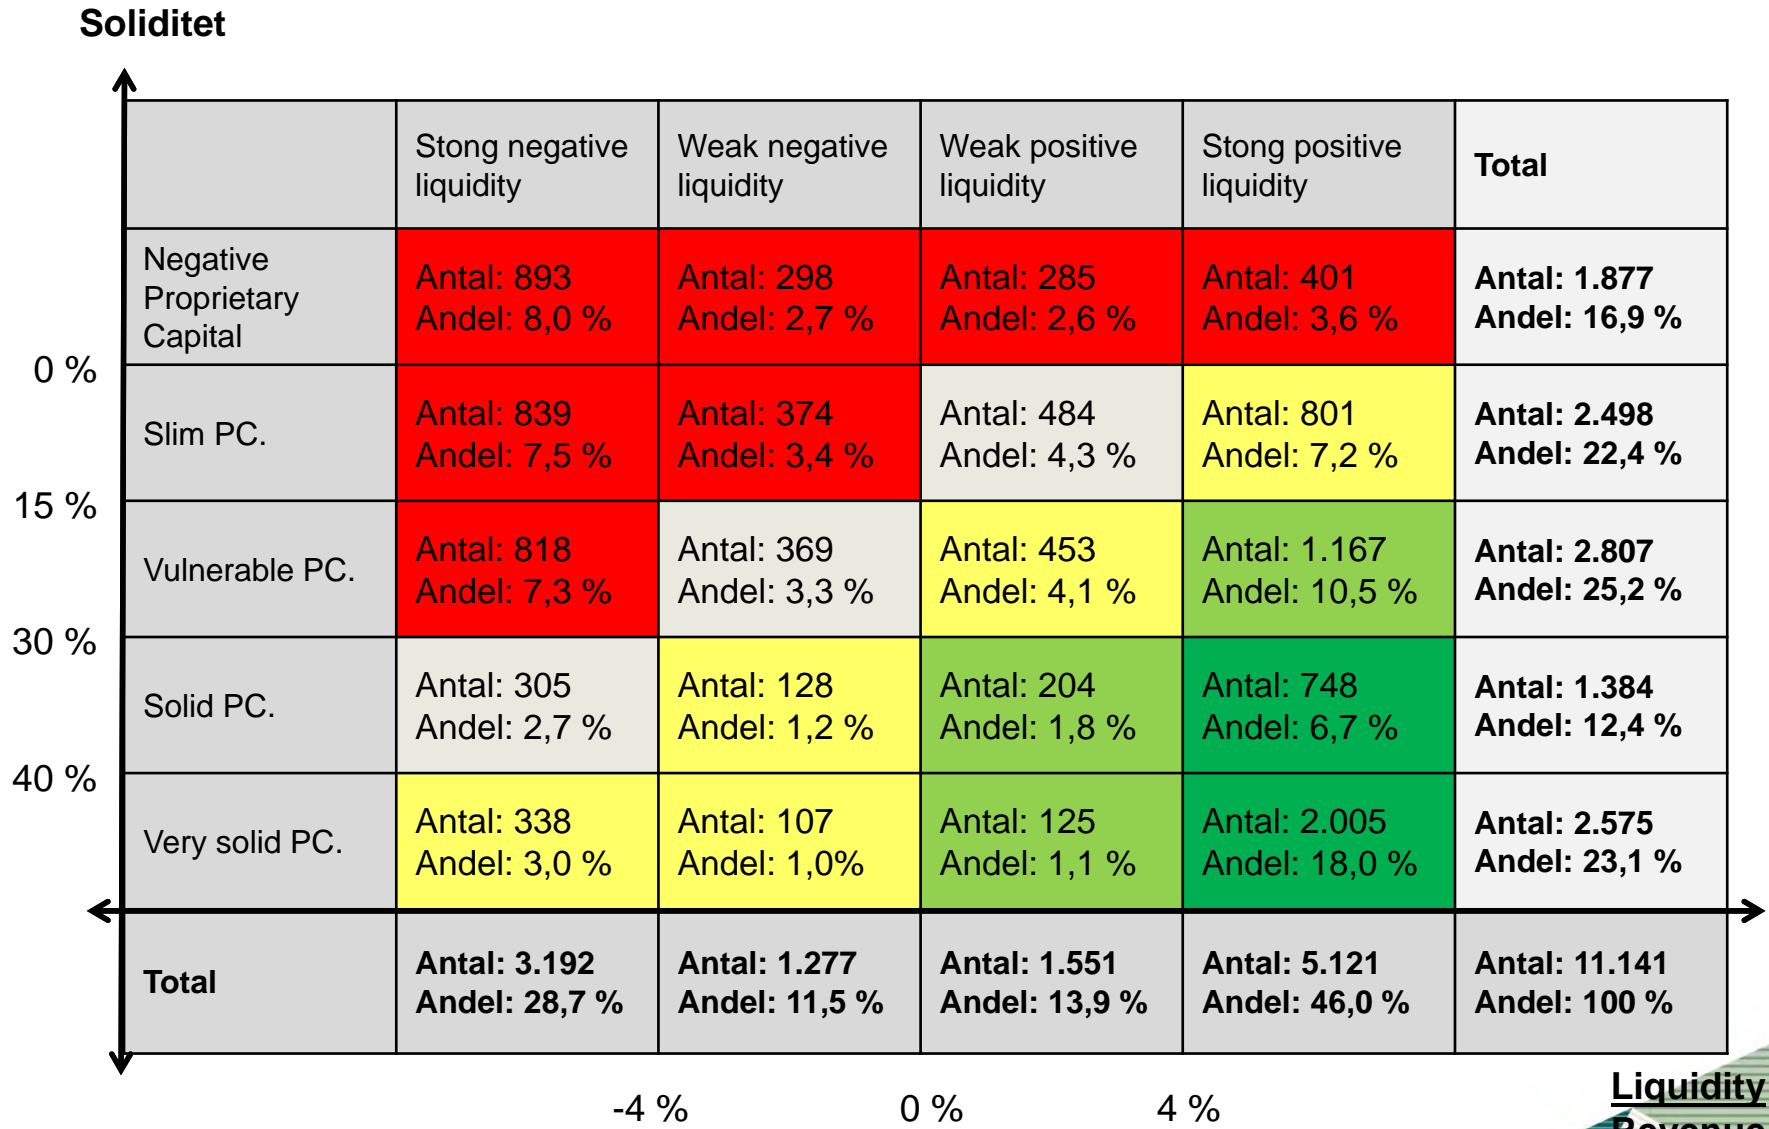 Soliditet
Stong negative
liquidity
Weak negative
liquidity
Weak positive
liquidity
Stong positive
liquidity
Total
Negative
Proprietary
Capital
Antal: 893
Andel: 8,0 %
Antal: 298
Andel: 2,7 %
Antal: 285
Andel: 2,6 %
Antal: 401
Andel: 3,6 %
Antal: 1.877
Andel: 16,9 %
0 %
Slim PC.
Antal: 839
Andel: 7,5 %
Antal: 374
Andel: 3,4 %
Antal: 484
Andel: 4,3 %
Antal: 801
Andel: 7,2 %
Antal: 2.498
Andel: 22,4 %
15 %
Vulnerable PC.
Antal: 818
Andel: 7,3 %
Antal: 369
Andel: 3,3 %
Antal: 453
Andel: 4,1 %
Antal: 1.167
Andel: 10,5 %
Antal: 2.807
Andel: 25,2 %
30 %
Solid PC.
Antal: 305
Andel: 2,7 %
Antal: 128
Andel: 1,2 %
Antal: 204
Andel: 1,8 %
Antal: 748
Andel: 6,7 %
Antal: 1.384
Andel: 12,4 %
40 %
Very solid PC.
Antal: 338
Andel: 3,0 %
Antal: 107
Andel: 1,0%
Antal: 125
Andel: 1,1 %
Antal: 2.005
Andel: 18,0 %
Antal: 2.575
Andel: 23,1 %
Total
Antal: 3.192
Andel: 28,7 %
Antal: 1.277
Andel: 11,5 %
Antal: 1.551
Andel: 13,9 %
Antal: 5.121
Andel: 46,0 %
Antal: 11.141
Andel: 100 %
-4 %
0 %
4 %
Liquidity
Revenue